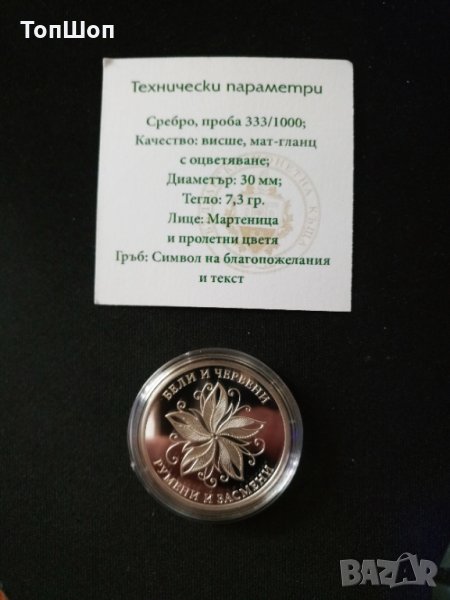 ТопШоп
Технически параметри
Сребро, проба 333/1000;
Качество: висше, мат-гланц
с оцветяване;
Диаметър: 30 мм;
Тегло: 7,3 гр.
Лице: Мартеница
и пролетни цветя
Гръб: Символ на благопожелания
и текст
БЕЛИ И ЧЕРВЕНИ
РУМЕНИ И ЗАСМЕНИ
BAZAR